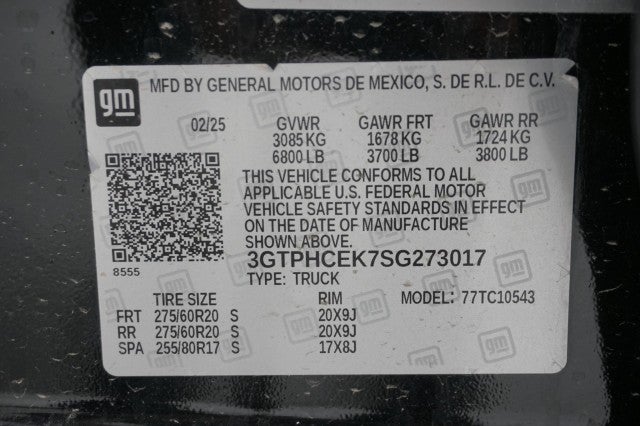 gm MFD BY GENERAL MOTORS DE MEXICO, S. DE R.L. DE C.V.
02/25 GVWR GAWR FRT GAWR RR
3085 KG 1678 KG 1724 KG
6800 LB 3700 LB 3800 LB
THIS VEHICLE CONFORMS TO ALL
APPLICABLE U.S. FEDERAL MOTOR
VEHICLE SAFETY STANDARDS IN EFFECT
ON THE DATE OF MANUFACTURE
SHOWN ABOVE.
8555
3GTPHCEK7SG273017
TYPE: TRUCK
TIRE SIZE RIM MODEL: 77TC10543
FRT 275/60R20 S 20X9J
RR 275/60R20 S 20X9J
SPA 255/80R17 S 17X8J